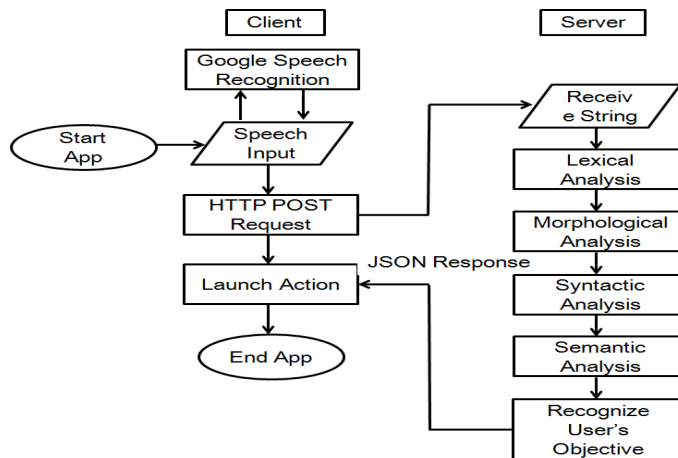 Client
Server
Google Speech
Recognition
Start
App
Speech
Input
HTTP POST
Request
Launch Action
End App
JSON Response
Receiv
e String
Lexical
Analysis
Morphological
Analysis
Syntactic
Analysis
Semantic
Analysis
Recognize
User's
Objective